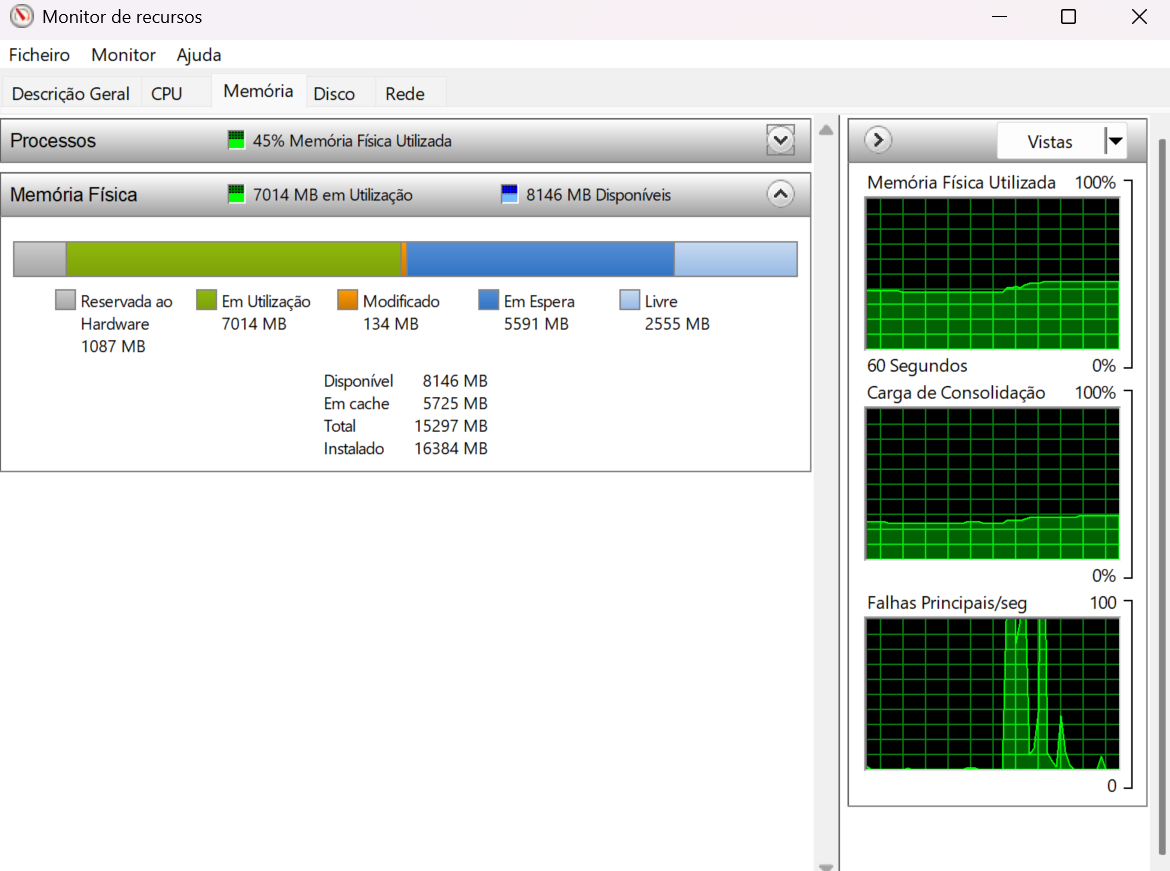 Monitor de recursos
Ficheiro Monitor Ajuda
Descrição Geral CPU Memória Disco Rede
Processos 45% Memória Física Utilizada
Memória Física 7014 MB em Utilização 8146 MB Disponíveis
Reservada ao Hardware 1087 MB
Em Utilização 7014 MB
Modificado 134 MB
Em Espera 5591 MB
Livre 2555 MB
Disponível 8146 MB
Em cache 5725 MB
Total 15297 MB
Instalado 16384 MB
Vistas
Memória Física Utilizada 100%
60 Segundos 0%
Carga de Consolidação 100%
0%
Falhas Principais/seg 100
0